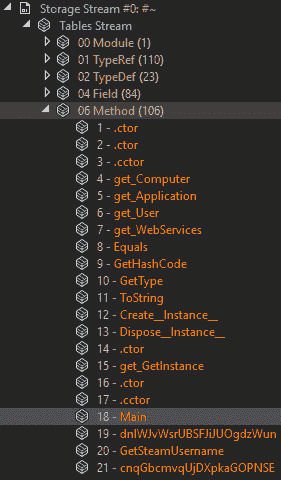 Storage Stream #0: #~
Tables Stream
00 Module (1)
01 TypeRef (110)
02 TypeDef (23)
04 Field (84)
06 Method (106)
1 - .ctor
2 - .ctor
3 - .cctor
4 - get_Computer
5 - get_Application
6 - get_User
7 - get_WebServices
8 - Equals
9 - GetHashCode
10 - GetType
11 - ToString
12 - Create__Instance__
13 - Dispose__Instance__
14 - .ctor
15 - get_GetInstance
16 - .ctor
17 - .cctor
18 - Main
19 - dnIWJvWsrUBSFJiJUOgdzWun
20 - GetSteamUsername
21 - cnqGbcmvqUjDXpkaGOPNSE